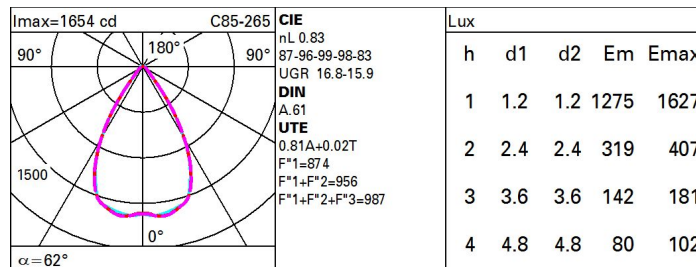 Imax=1654 cd C85-265
90° 180° 90°
1500
0°
α=62°
CIE
nL 0.83
87-96-99-98-83
UGR 16.8-15.9
DIN
A.61
UTE
0.81A+0.02T
F"1=874
F"1+F"2=956
F"1+F"2+F"3=987
Lux
h d1 d2 Em Emax
1 1.2 1.2 1275 1627
2 2.4 2.4 319 407
3 3.6 3.6 142 181
4 4.8 4.8 80 102